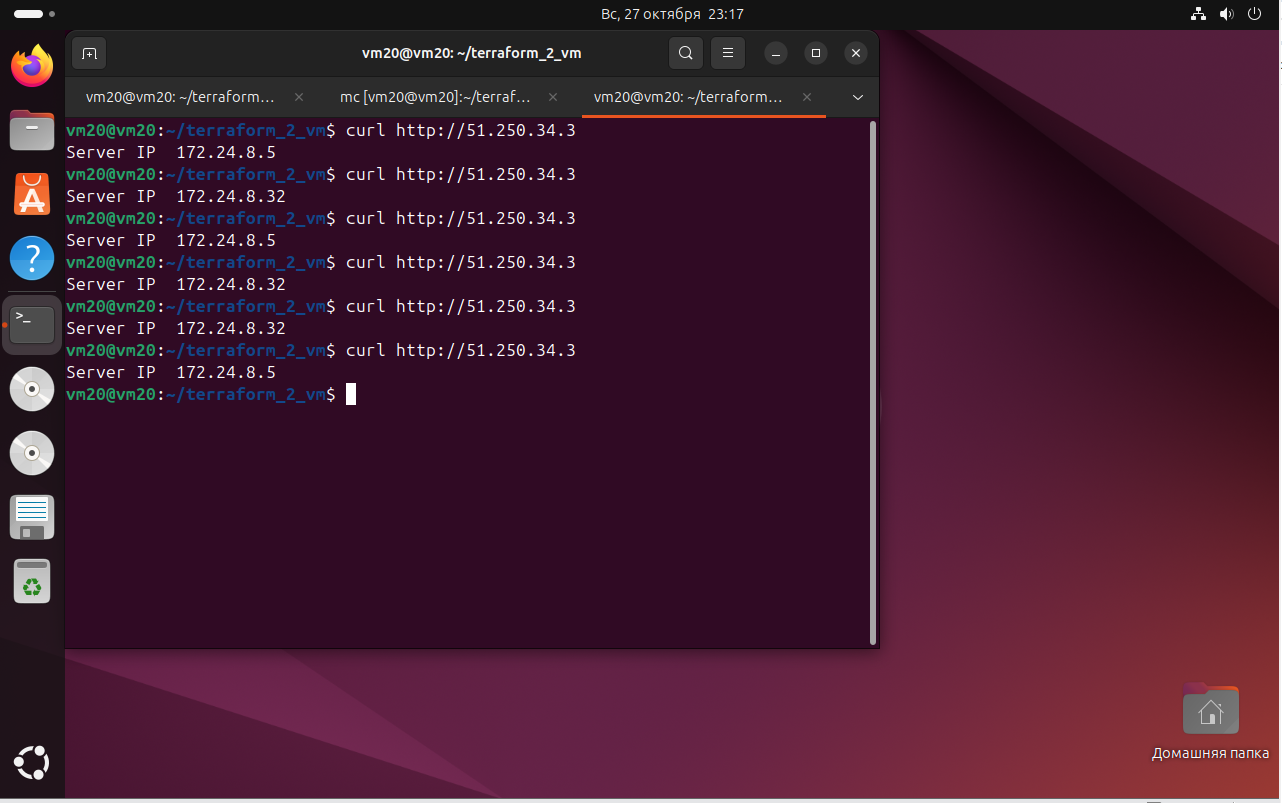 Вс, 27 октября 23:17
vm20@vm20: ~/terraform_2_vm
vm20@vm20: ~/terraform…
mc [vm20@vm20]:~/terraf…
vm20@vm20: ~/terraform…
vm20@vm20:~/terraform_2_vm$ curl http://51.250.34.3
Server IP  172.24.8.5
vm20@vm20:~/terraform_2_vm$ curl http://51.250.34.3
Server IP  172.24.8.32
vm20@vm20:~/terraform_2_vm$ curl http://51.250.34.3
Server IP  172.24.8.5
vm20@vm20:~/terraform_2_vm$ curl http://51.250.34.3
Server IP  172.24.8.32
vm20@vm20:~/terraform_2_vm$ curl http://51.250.34.3
Server IP  172.24.8.32
vm20@vm20:~/terraform_2_vm$ curl http://51.250.34.3
Server IP  172.24.8.5
vm20@vm20:~/terraform_2_vm$
Домашняя папка